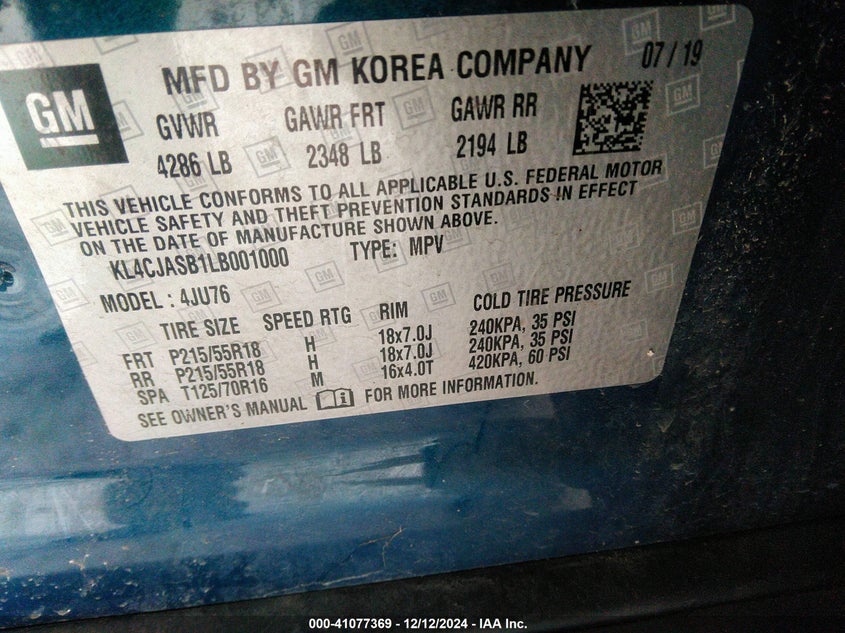 GM
MFD BY GM KOREA COMPANY 07/19
GVWR GAWR FRT GAWR RR
4286 LB 2348 LB 2194 LB
THIS VEHICLE CONFORMS TO ALL APPLICABLE U.S. FEDERAL MOTOR
VEHICLE SAFETY AND THEFT PREVENTION STANDARDS IN EFFECT
ON THE DATE OF MANUFACTURE SHOWN ABOVE.
KL4CJASB1LB001000 TYPE: MPV
MODEL: 4JU76
TIRE SIZE SPEED RTG RIM COLD TIRE PRESSURE
FRT P215/55R18 H 18x7.0J 240KPA, 35 PSI
RR P215/55R18 H 18x7.0J 240KPA, 35 PSI
SPA T125/70R16 M 16x4.0T 420KPA, 60 PSI
SEE OWNER'S MANUAL FOR MORE INFORMATION.
000-41077369 - 12/12/2024 - IAA Inc.